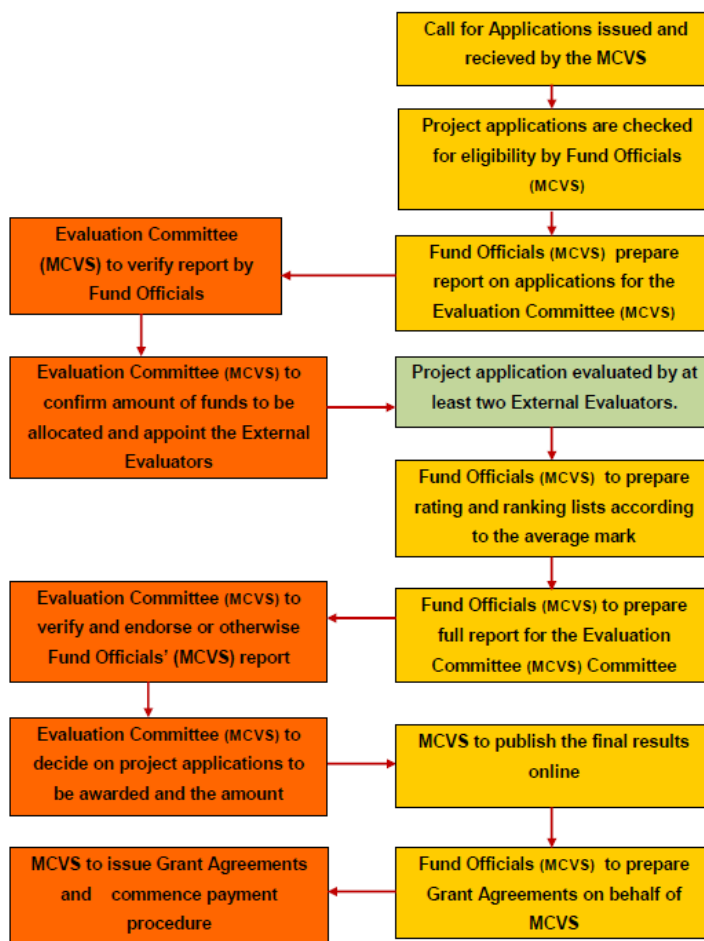 Call for Applications issued and
recieved by the MCVS
Project applications are checked
for eligibility by Fund Officials
(MCVS)
Fund Officials (MCVS) prepare
report on applications for the
Evaluation Committee (MCVS)
Evaluation Committee
(MCVS) to verify report by
Fund Officials
Evaluation Committee (MCVS) to
confirm amount of funds to be
allocated and appoint the External
Evaluators
Project application evaluated by at
least two External Evaluators.
Fund Officials (MCVS) to prepare
rating and ranking lists according
to the average mark
Fund Officials (MCVS) to prepare
full report for the Evaluation
Committee (MCVS) Committee
Evaluation Committee (MCVS) to
verify and endorse or otherwise
Fund Officials’ (MCVS) report
Evaluation Committee (MCVS) to
decide on project applications to
be awarded and the amount
MCVS to publish the final results
online
Fund Officials (MCVS) to prepare
Grant Agreements on behalf of
MCVS
MCVS to issue Grant Agreements
and commence payment
procedure